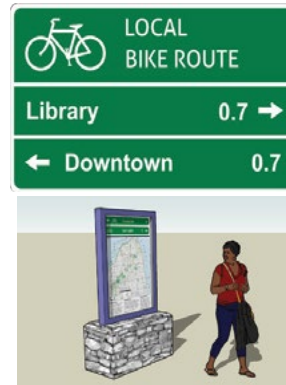 LOCAL
BIKE ROUTE
Library 0.7 →
← Downtown 0.7